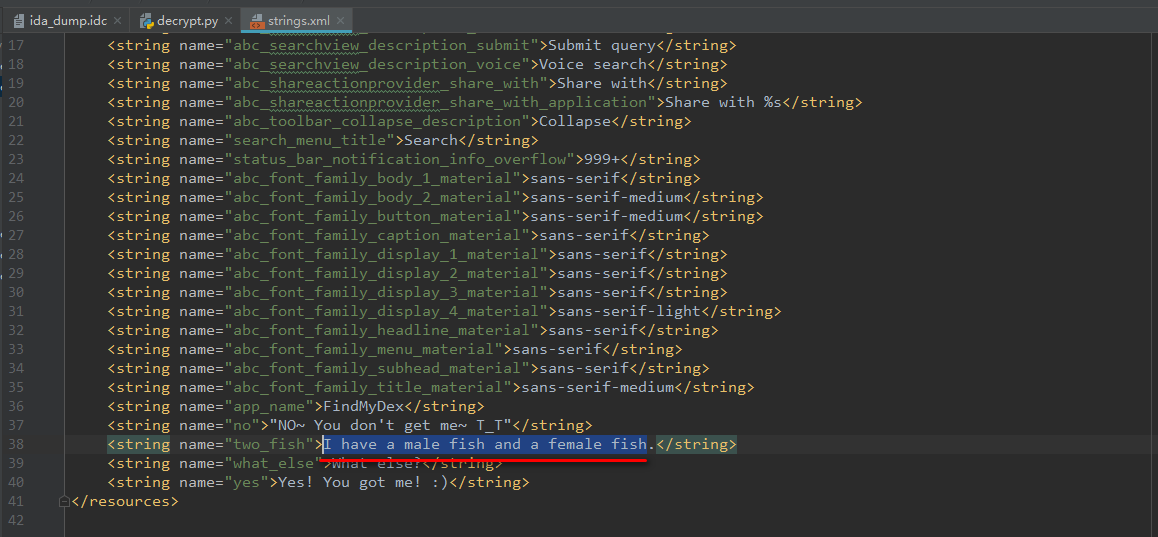 ida_dump.idc decrypt.py strings.xml
17 <string name="abc_searchview_description_submit">Submit query</string>
18 <string name="abc_searchview_description_voice">Voice search</string>
19 <string name="abc_shareactionprovider_share_with">Share with</string>
20 <string name="abc_shareactionprovider_share_with_application">Share with %s</string>
21 <string name="abc_toolbar_collapse_description">Collapse</string>
22 <string name="search_menu_title">Search</string>
23 <string name="status_bar_notification_info_overflow">999+</string>
24 <string name="abc_font_family_body_1_material">sans-serif</string>
25 <string name="abc_font_family_body_2_material">sans-serif-medium</string>
26 <string name="abc_font_family_button_material">sans-serif-medium</string>
27 <string name="abc_font_family_caption_material">sans-serif</string>
28 <string name="abc_font_family_display_1_material">sans-serif</string>
29 <string name="abc_font_family_display_2_material">sans-serif</string>
30 <string name="abc_font_family_display_3_material">sans-serif</string>
31 <string name="abc_font_family_display_4_material">sans-serif-light</string>
32 <string name="abc_font_family_headline_material">sans-serif</string>
33 <string name="abc_font_family_menu_material">sans-serif</string>
34 <string name="abc_font_family_subhead_material">sans-serif</string>
35 <string name="abc_font_family_title_material">sans-serif-medium</string>
36 <string name="app_name">FindMyDex</string>
37 <string name="no">"NO~ You don't get me~ T_T"</string>
38 <string name="two_fish">I have a male fish and a female fish.</string>
39 <string name="what_else">What else?</string>
40 <string name="yes">Yes! You got me! :)</string>
41 </resources>
42